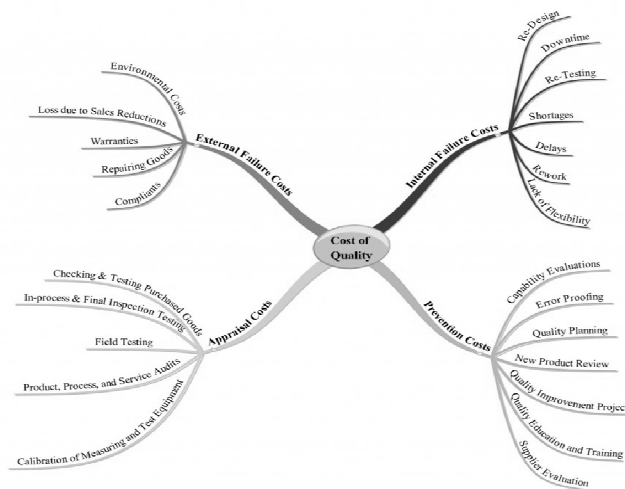 Cost of
Quality
External Failure Costs
Environmental Costs
Loss due to Sales Reductions
Warranties
Repairing Goods
Compliants
Internal Failure Costs
Re-Design
Downtime
Re-Testing
Shortages
Delays
Rework
Lack of Flexibility
Appraisal Costs
Checking & Testing Purchased Goods
In-process & Final Inspection Testing
Field Testing
Product, Process, and Service Audits
Calibration of Measuring and Test Equipment
Prevention Costs
Capability Evaluations
Error Proofing
Quality Planning
New Product Review
Quality Improvement Projec
Quality Education and Training
Supplier Evaluation